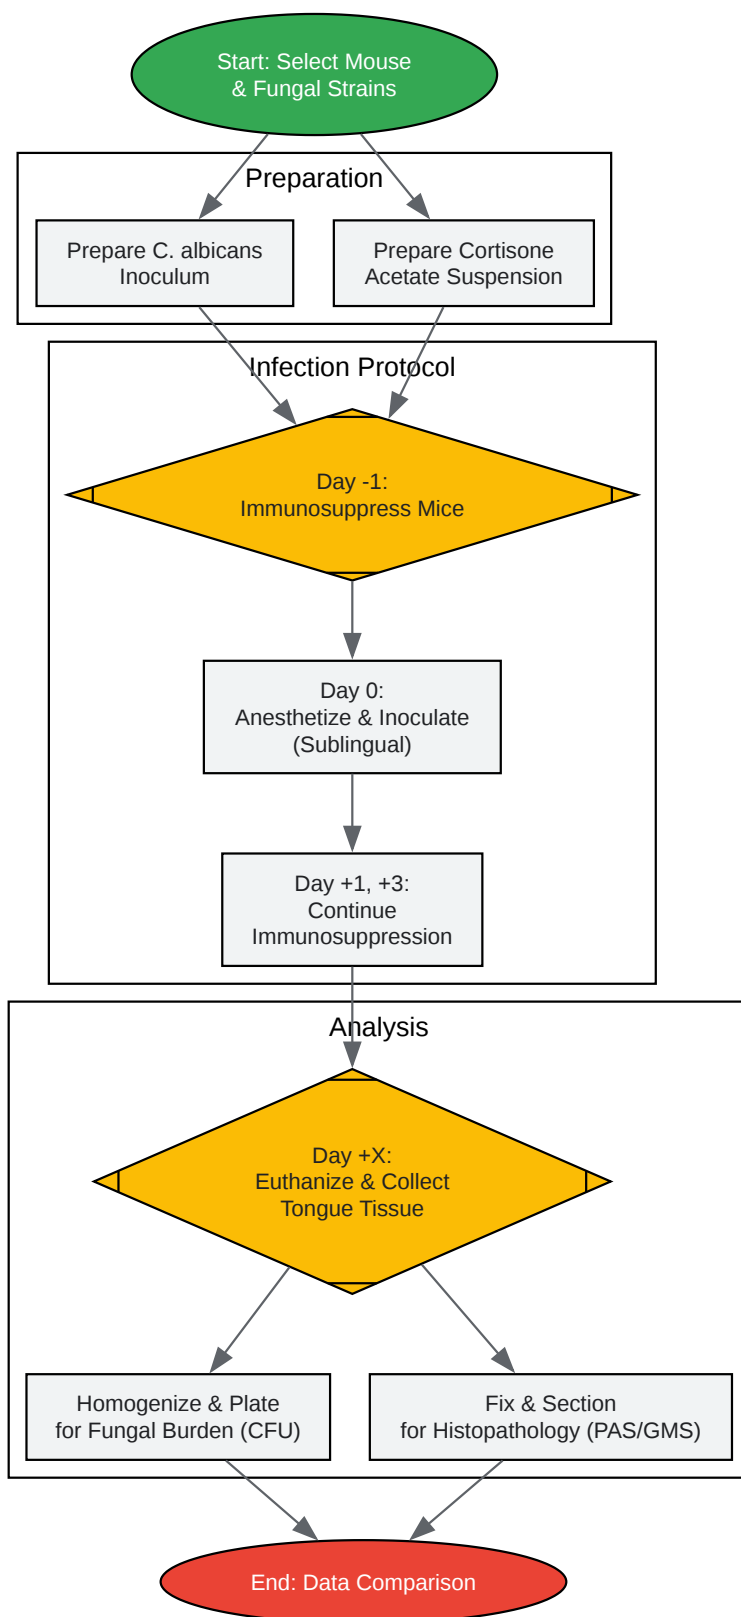 Start: Select Mouse
& Fungal Strains
Preparation
Prepare C. albicans
Inoculum
Prepare Cortisone
Acetate Suspension
Infection Protocol
Day -1:
Immunosuppress Mice
Day 0:
Anesthetize & Inoculate
(Sublingual)
Day +1, +3:
Continue
Immunosuppression
Analysis
Day +X:
Euthanize & Collect
Tongue Tissue
Homogenize & Plate
for Fungal Burden (CFU)
Fix & Section
for Histopathology (PAS/GMS)
End: Data Comparison